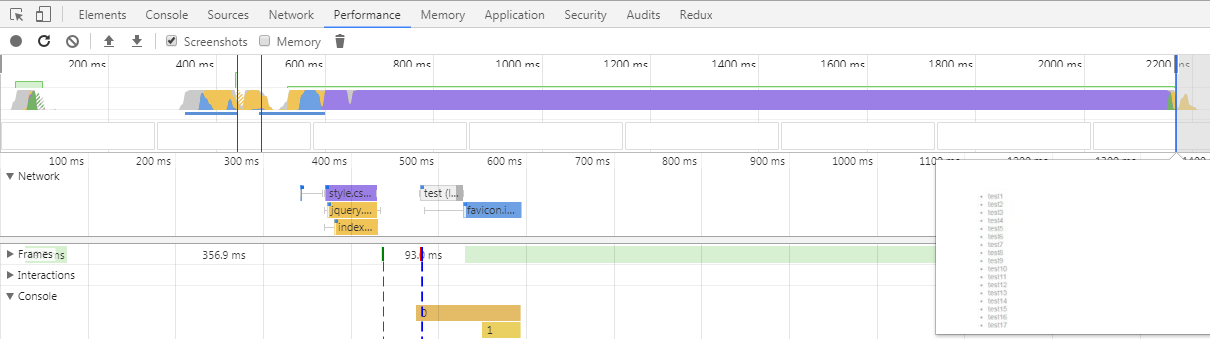 Elements Console Sources Network Performance Memory Application Security Audits Redux
Screenshots Memory
200 ms 400 ms 600 ms 800 ms 1000 ms 1200 ms 1400 ms 1600 ms 1800 ms 2000 ms 2200 ms
100 ms 200 ms 300 ms 400 ms 500 ms 600 ms 700 ms 800 ms 900 ms 1000 ms
Network
style.cs... test (l...
jquery.... favicon.i...
index...
Frames ms 356.9 ms ms
Interactions
Console
0
1
test1
test2
test3
test4
test5
test6
test7
test8
test9
test10
test11
test12
test13
test14
test15
test16
test17